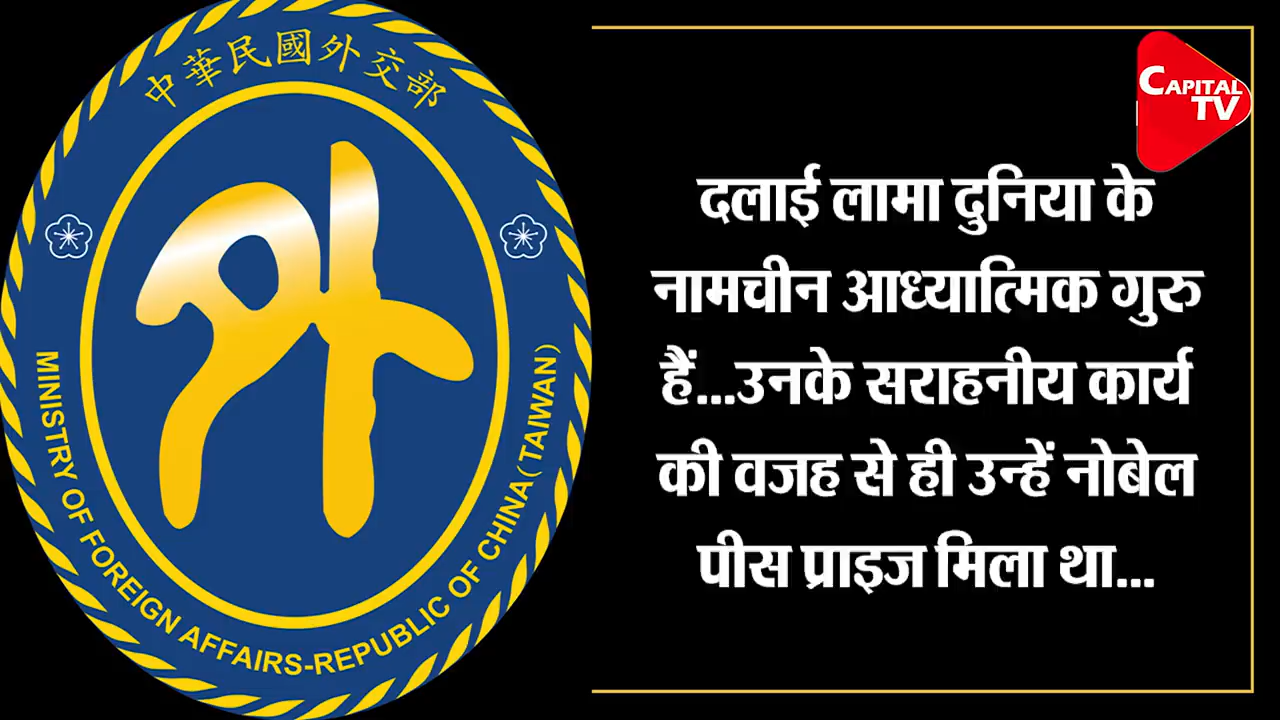 中華民國外交部
外
MINISTRY OF FOREIGN AFFAIRS-REPUBLIC OF CHINA(TAIWAN)
CAPITAL
TV
दलाई लामा दुनिया के
नामचीन आध्यात्मिक गुरु
हैं...उनके सराहनीय कार्य
की वजह से ही उन्हें नोबेल
पीस प्राइज मिला था...